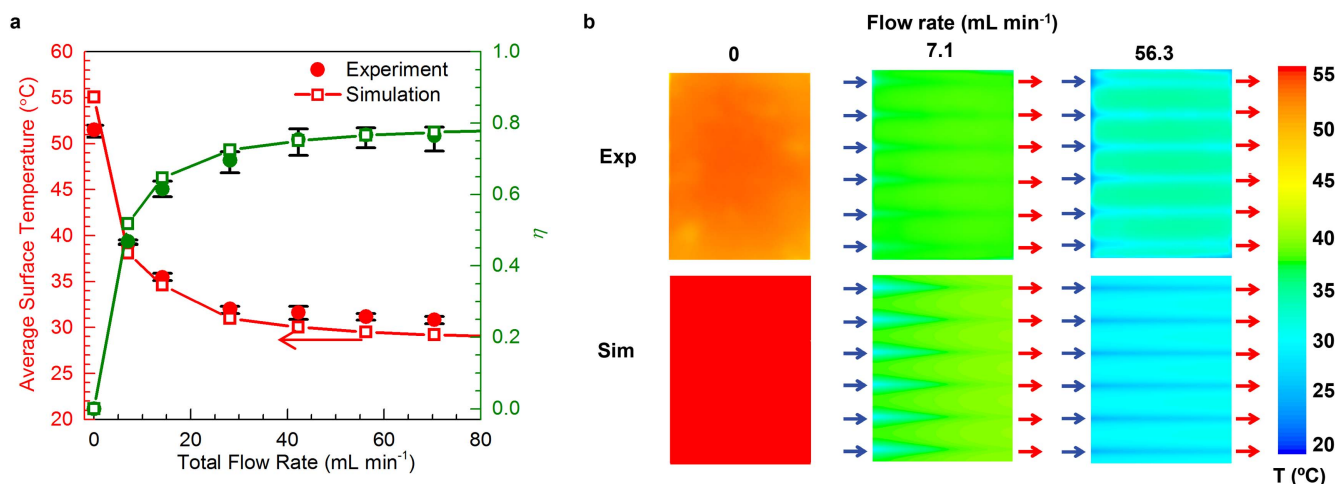 a
60
55
50
45
40
35
30
25
20
Average Surface Temperature (°C)
Experiment
Simulation
1.0
0.8
0.6
0.4
0.2
0.0
η
0 20 40 60 80
Total Flow Rate (mL min⁻¹)
b
Flow rate (mL min⁻¹)
0 7.1 56.3
Exp
Sim
55
50
45
40
35
30
25
20
T (ºC)